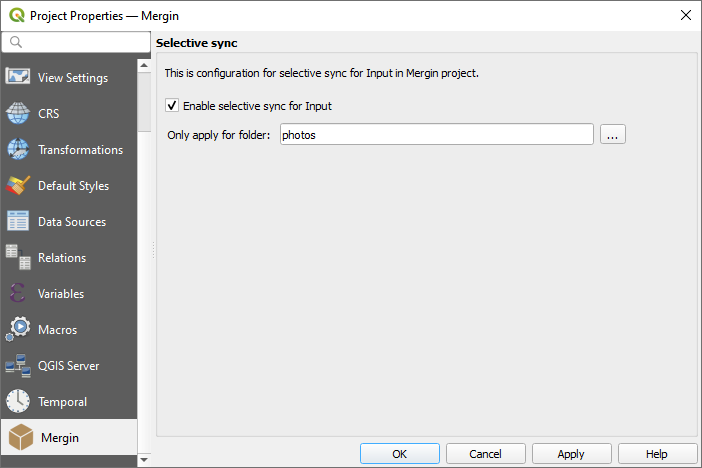 Project Properties — Mergin
View Settings
CRS
Transformations
Default Styles
Data Sources
Relations
Variables
Macros
QGIS Server
Temporal
Mergin
Selective sync
This is configuration for selective sync for Input in Mergin project.
Enable selective sync for Input
Only apply for folder: photos ...
OK Cancel Apply Help